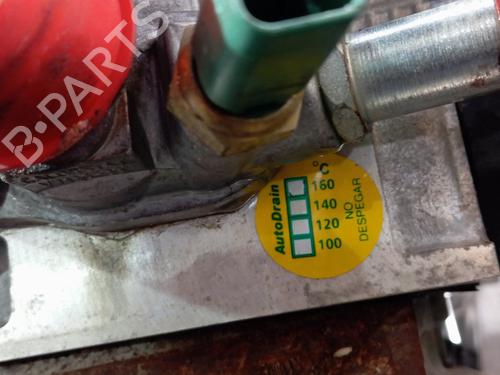 B-PARTS
AutoDrain
°C
160
140
120
100
NO
DESPEGAR